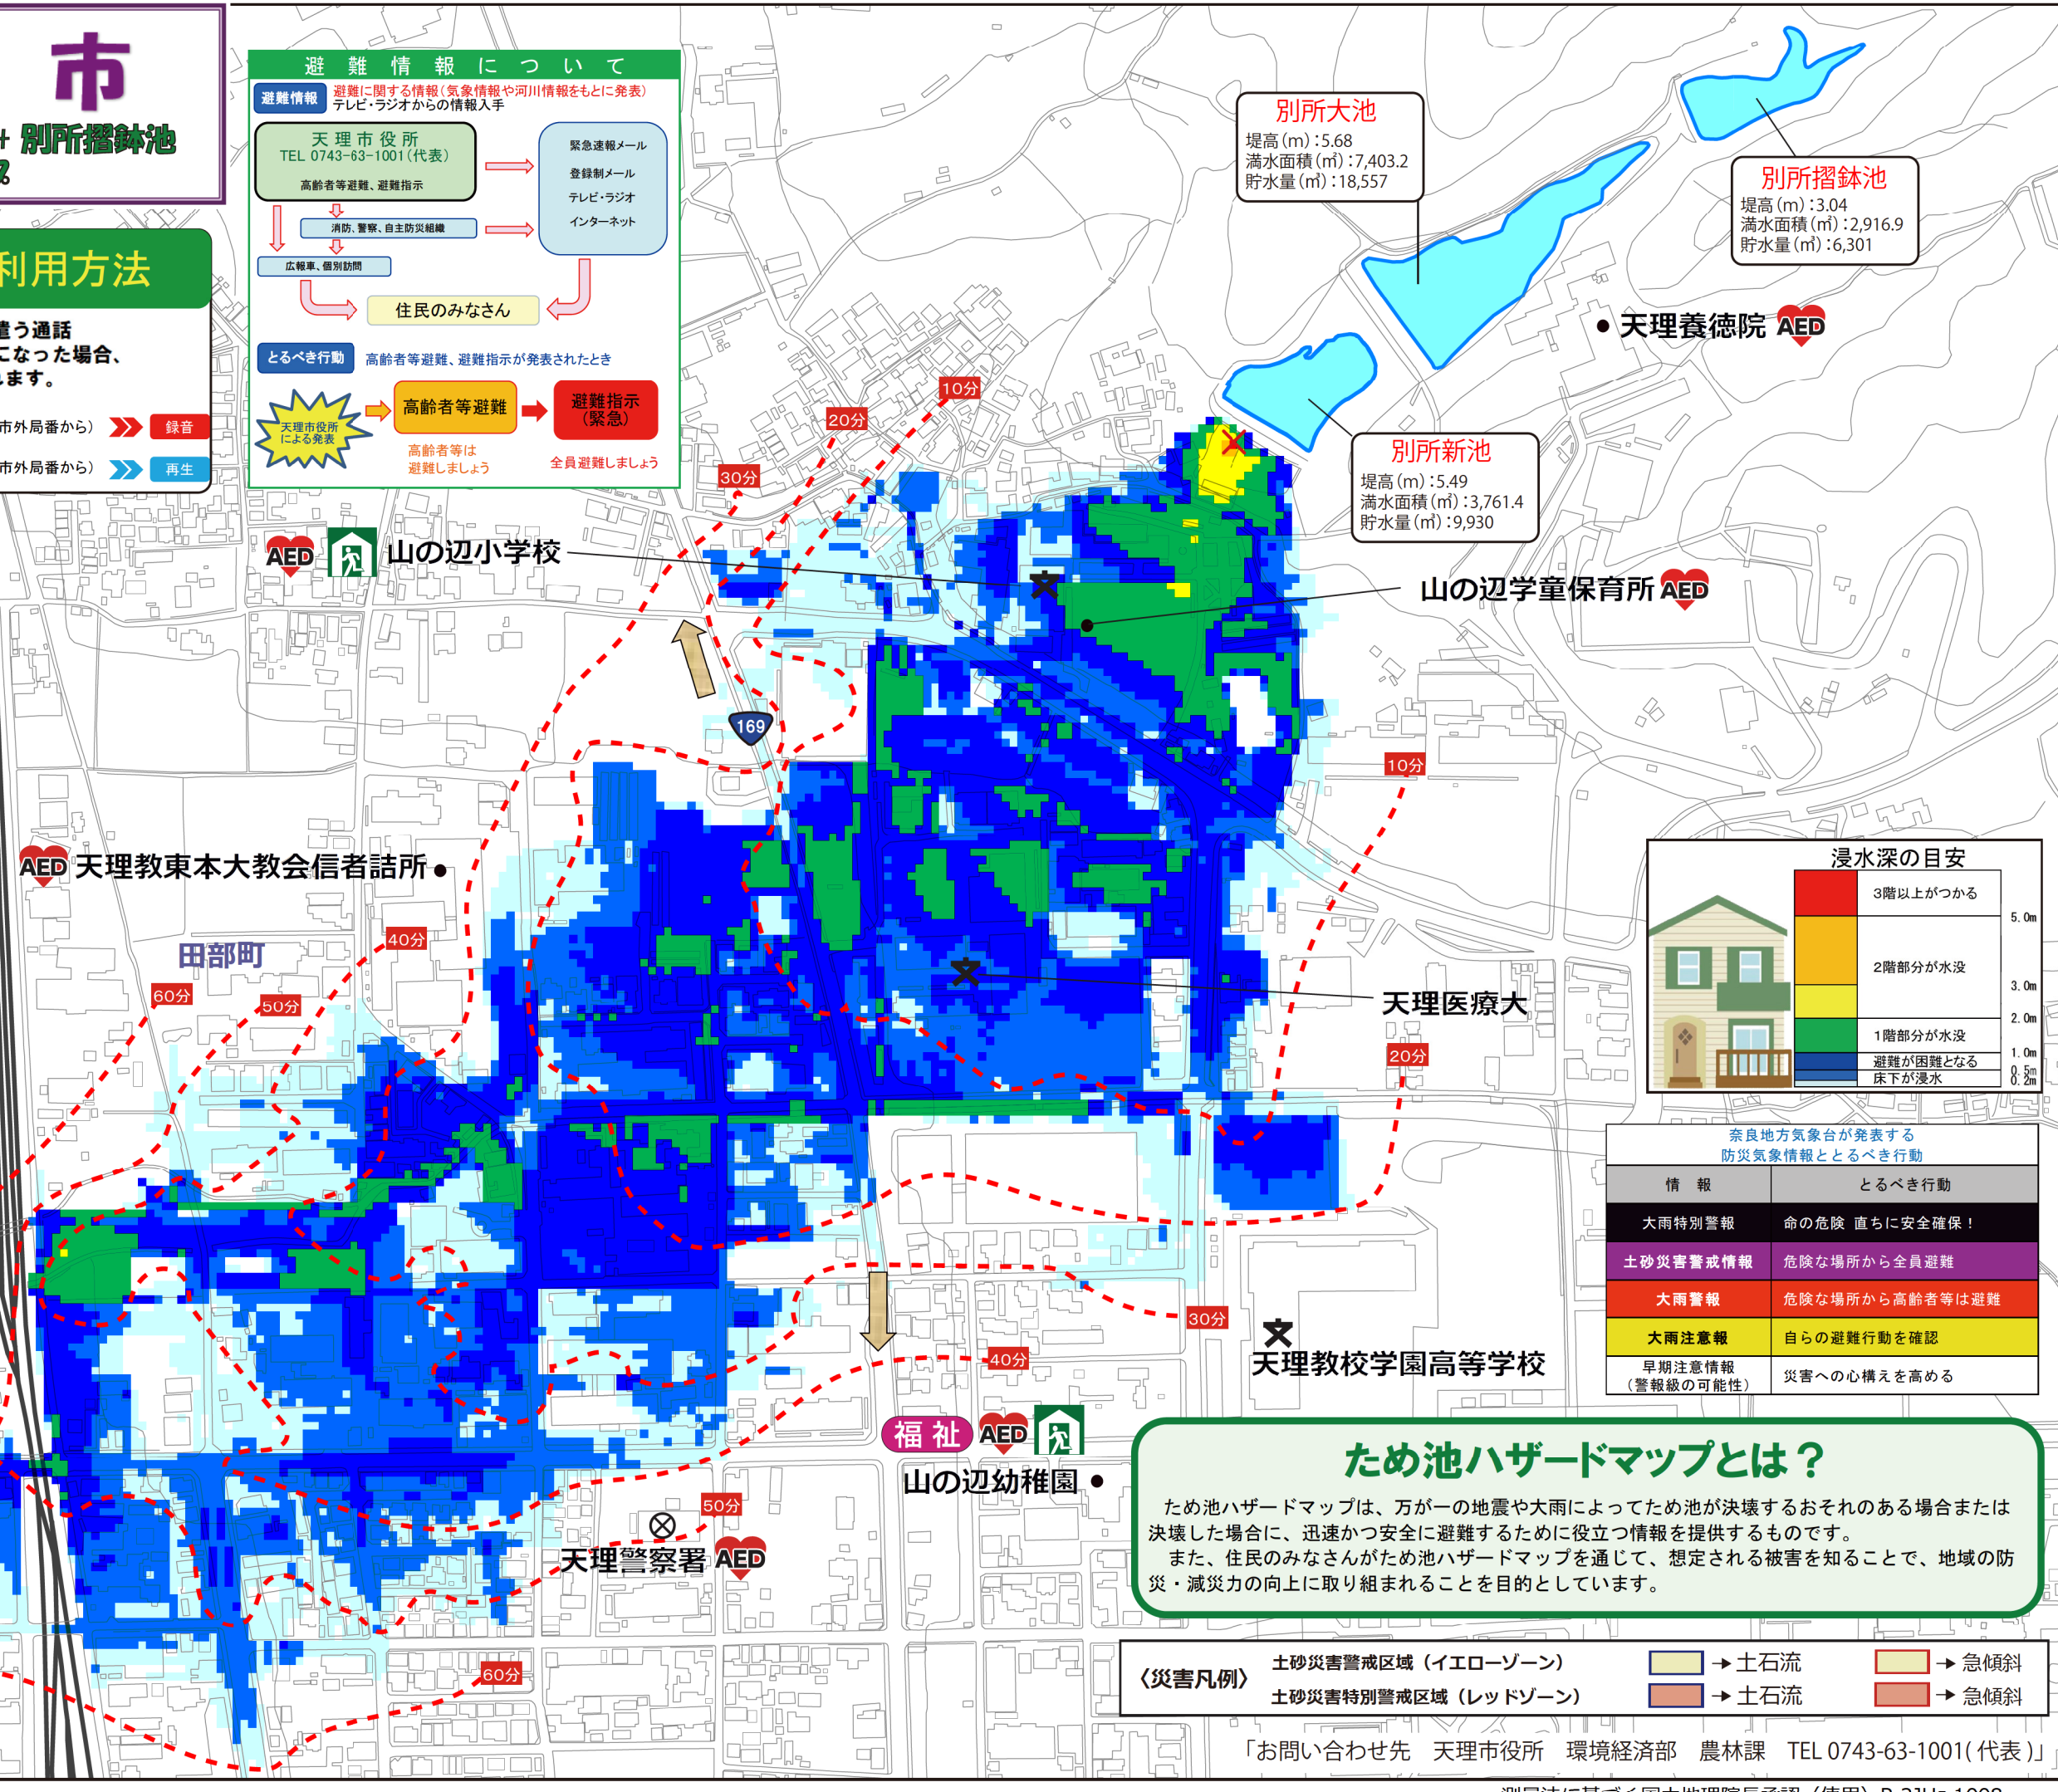 市
別所摺鉢池
利用方法
遣う通話
になった場合、
ます。
市外局番から) 録音
市外局番から) 再生
避難情報について
避難情報
避難に関する情報(気象情報や河川情報をもとに発表)
テレビ・ラジオからの情報入手
天理市役所
TEL 0743-63-1001(代表)
高齢者等避難、避難指示
緊急速報メール
登録制メール
テレビ・ラジオ
インターネット
消防、警察、自主防災組織
広報車、個別訪問
住民のみなさん
とるべき行動
高齢者等避難、避難指示が発表されたとき
天理市役所
による発表
高齢者等避難
避難指示
(緊急)
高齢者等は
避難しましょう
全員避難しましょう
別所大池
堤高(m):5.68
満水面積(㎡):7,403.2
貯水量(㎥):18,557
別所摺鉢池
堤高(m):3.04
満水面積(㎡):2,916.9
貯水量(㎥):6,301
天理養徳院 AED
別所新池
堤高(m):5.49
満水面積(㎡):3,761.4
貯水量(㎥):9,930
10分
20分
30分
AED 山の辺小学校
山の辺学童保育所 AED
169
10分
AED 天理教東本大教会信者詰所
田部町
40分
60分
50分
天理医療大
20分
浸水深の目安
3階以上がつかる
5.0m
2階部分が水没
3.0m
2.0m
1階部分が水没
1.0m
避難が困難となる
0.5m
床下が浸水
0.2m
奈良地方気象台が発表する
防災気象情報ととるべき行動
情 報 とるべき行動
大雨特別警報 命の危険 直ちに安全確保!
土砂災害警戒情報 危険な場所から全員避難
大雨警報 危険な場所から高齢者等は避難
大雨注意報 自らの避難行動を確認
早期注意情報
(警報級の可能性)
災害への心構えを高める
30分
40分
天理教校学園高等学校
福祉 AED
山の辺幼稚園
50分
天理警察署 AED
60分
ため池ハザードマップとは?
ため池ハザードマップは、万が一の地震や大雨によってため池が決壊するおそれのある場合または
決壊した場合に、迅速かつ安全に避難するために役立つ情報を提供するものです。
また、住民のみなさんがため池ハザードマップを通じて、想定される被害を知ることで、地域の防
災・減災力の向上に取り組まれることを目的としています。
〈災害凡例〉
土砂災害警戒区域(イエローゾーン) →土石流 →急傾斜
土砂災害特別警戒区域(レッドゾーン) →土石流 →急傾斜
「お問い合わせ先 天理市役所 環境経済部 農林課 TEL 0743-63-1001(代表)」